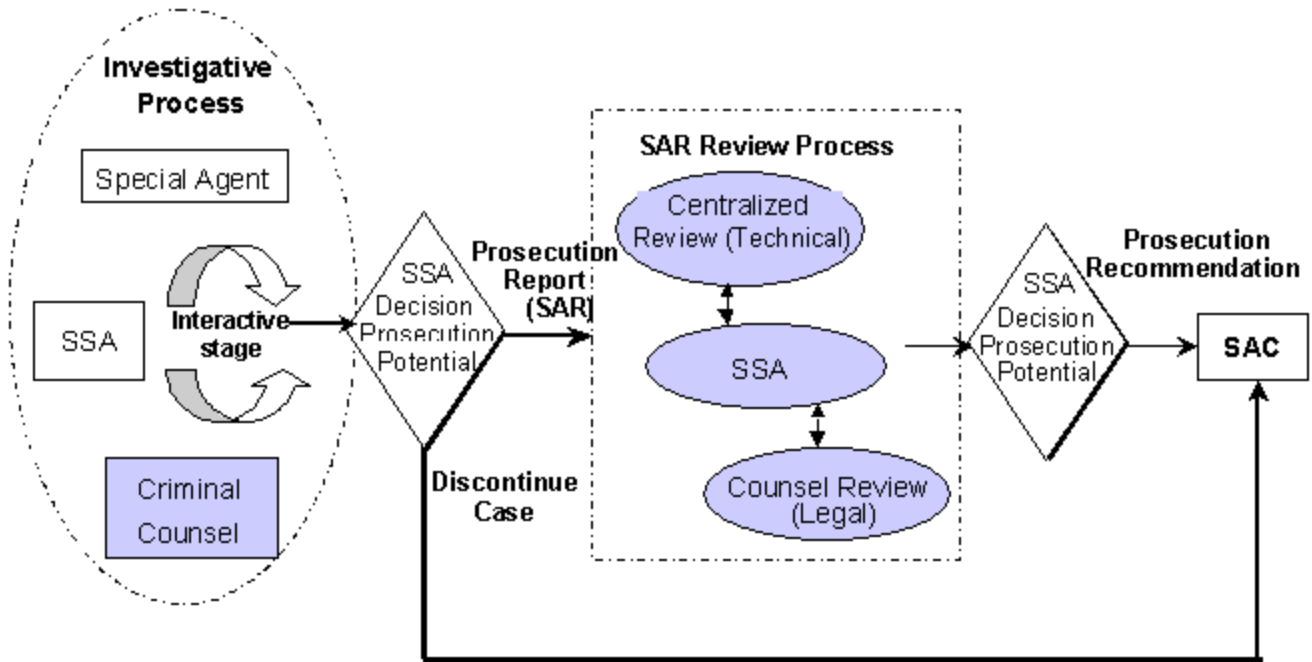 Investigative
Process
Special Agent
SSA
Interactive
stage
Criminal
Counsel
SSA
Decision
Prosecution
Potential
Prosecution
Report
(SAR)
Discontinue
Case
SAR Review Process
Centralized
Review (Technical)
SSA
Counsel Review
(Legal)
SSA
Decision
Prosecution
Potential
Prosecution
Recommendation
SAC